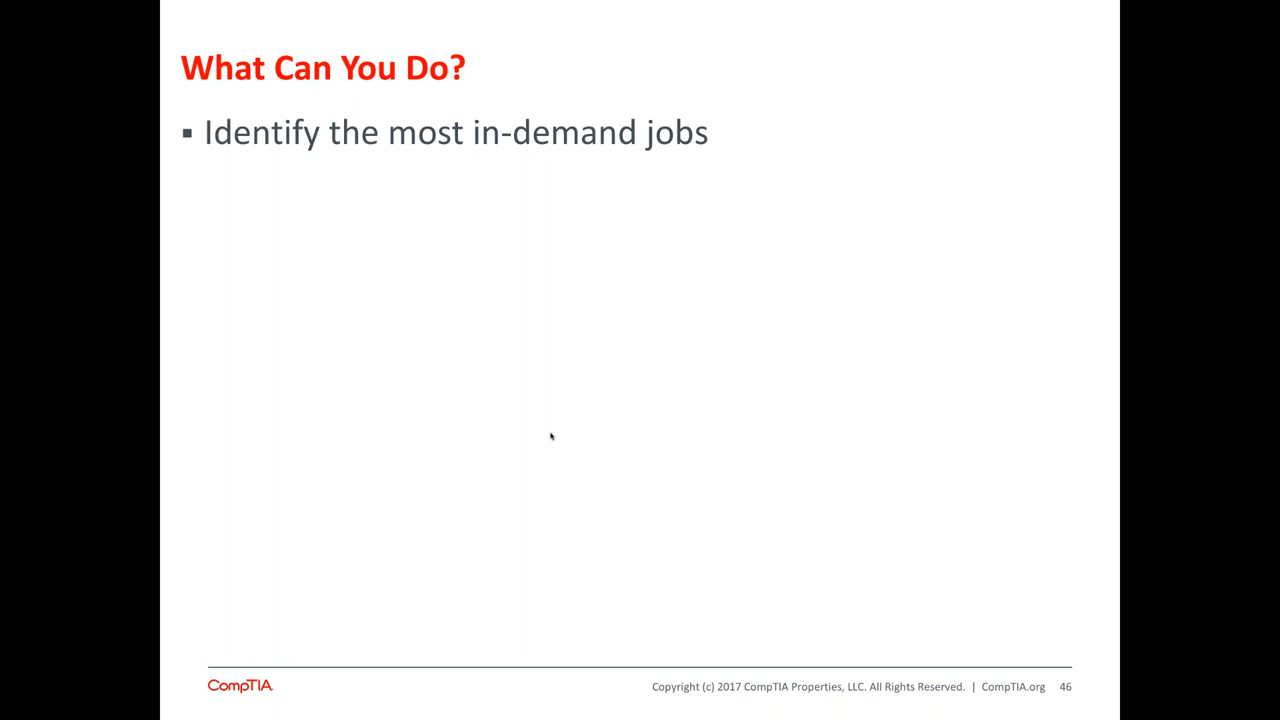 What Can You Do?
▪ Identify the most in-demand jobs
CompTIA.
Copyright (c) 2017 CompTIA Properties, LLC. All Rights Reserved. | CompTIA.org 46